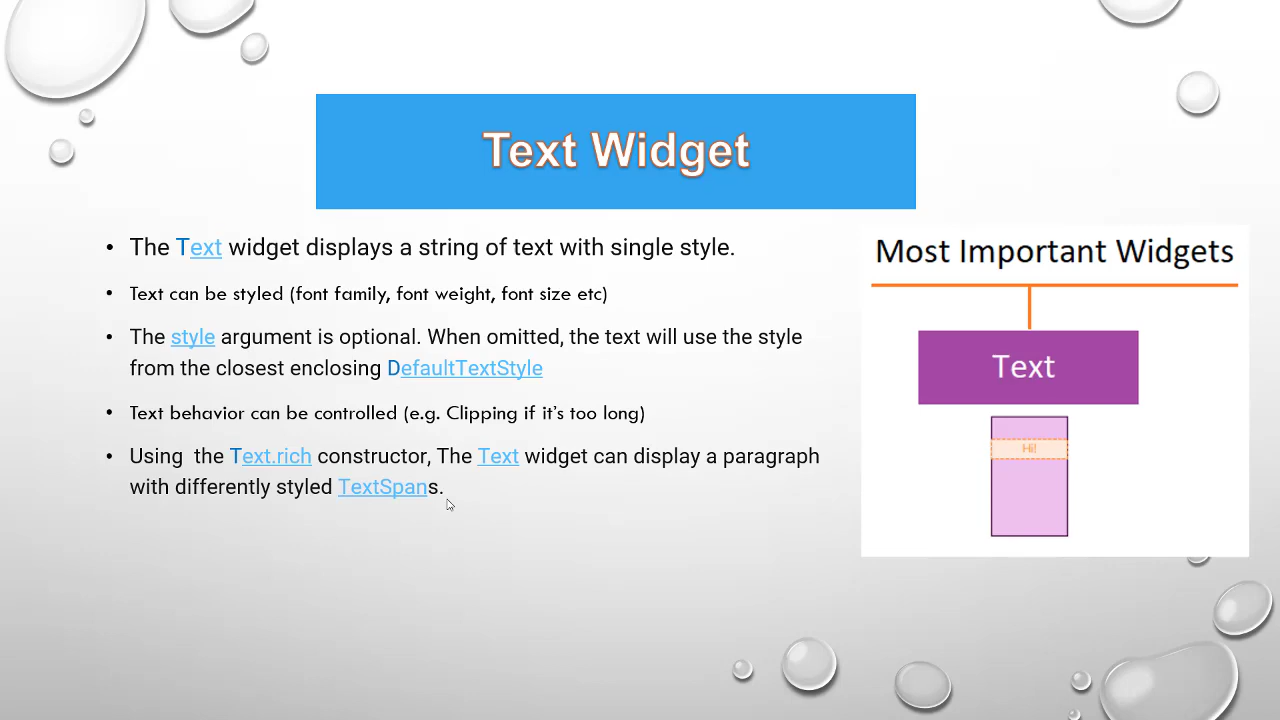 Text Widget
• The Text widget displays a string of text with single style.
• Text can be styled (font family, font weight, font size etc)
• The style argument is optional. When omitted, the text will use the style
from the closest enclosing DefaultTextStyle
• Text behavior can be controlled (e.g. Clipping if it's too long)
• Using the Text.rich constructor, The Text widget can display a paragraph
with differently styled TextSpans.
Most Important Widgets
Text
Hi!